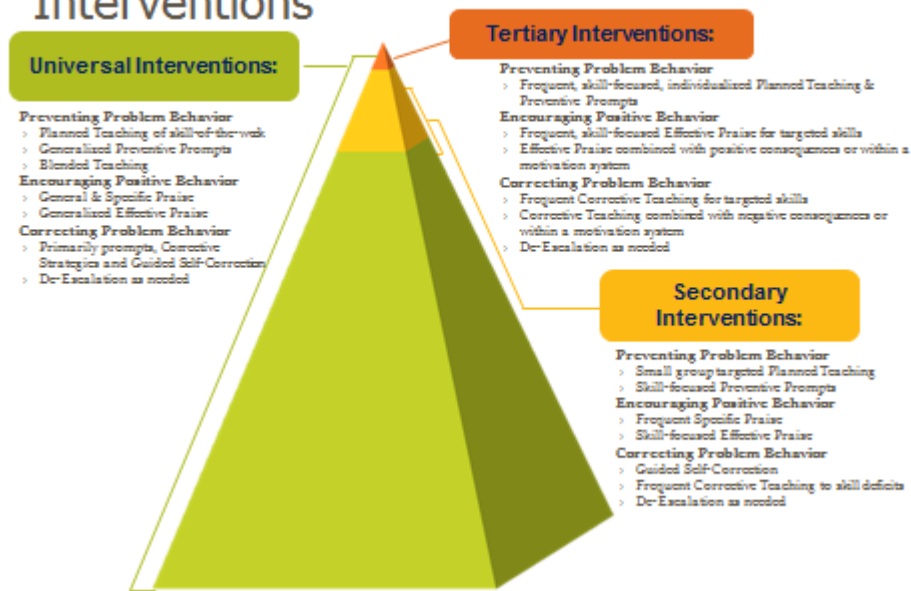 Interventions
Universal Interventions:
Preventing Problem Behavior
› Planned Teaching of skill-of-the-week
› Generalized Preventive Prompts
› Blended Teaching
Encouraging Positive Behavior
› General & Specific Praise
› Generalized Effective Praise
Correcting Problem Behavior
› Primarily prompts, Corrective
Strategies and Guided Self-Correction
› De-Escalation as needed
Tertiary Interventions:
Preventing Problem Behavior
› Frequent, skill-focused, individualized Planned Teaching &
Preventive Prompts
Encouraging Positive Behavior
› Frequent, skill-focused Effective Praise for targeted skills
› Effective Praise combined with positive consequences or within a
motivation system
Correcting Problem Behavior
› Frequent Corrective Teaching for targeted skills
› Corrective Teaching combined with negative consequences or
within a motivation system
› De-Escalation as needed
Secondary
Interventions:
Preventing Problem Behavior
› Small group targeted Planned Teaching
› Skill-focused Preventive Prompts
Encouraging Positive Behavior
› Frequent Specific Praise
› Skill-focused Effective Praise
Correcting Problem Behavior
› Guided Self-Correction
› Frequent Corrective Teaching to skill deficits
› De-Escalation as needed